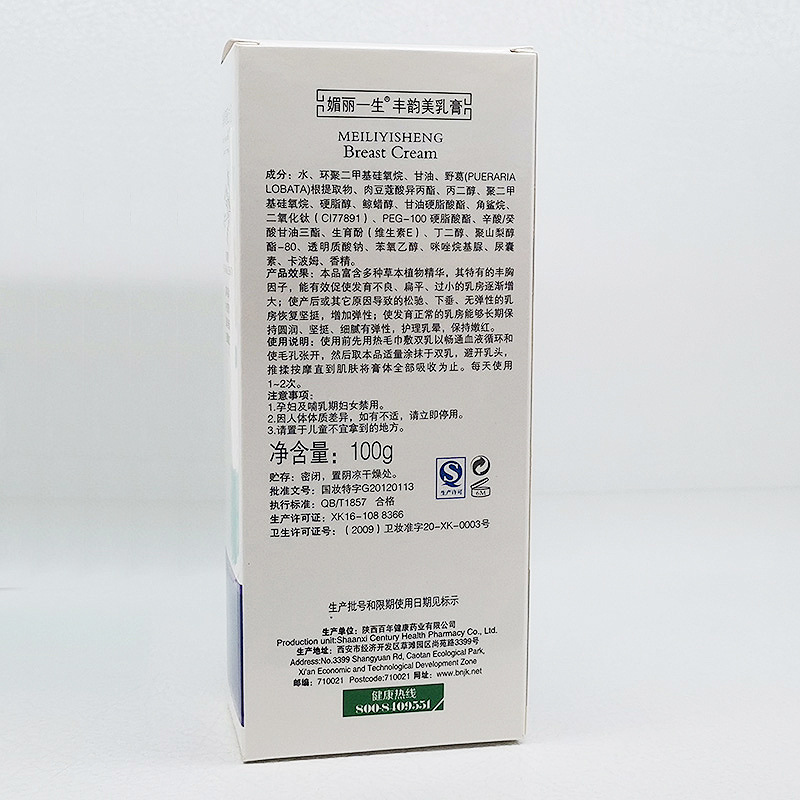 媚丽一生®丰韵美乳膏
MEILIYISHENG
Breast Cream
成分：水、环聚二甲基硅氧烷、甘油、野葛(PUERARIA
LOBATA)根提取物、肉豆蔻酸异丙酯、丙二醇、聚二甲
基硅氧烷、硬脂醇、鲸蜡醇、甘油硬脂酸酯、角鲨烷、
二氧化钛（CI77891）、PEG-100 硬脂酸酯、辛酸/癸
酸甘油三酯、生育酚（维生素E）、丁二醇、聚山梨醇
酯-80、透明质酸钠、苯氧乙醇、咪唑烷基脲、尿囊
素、卡波姆、香精。
产品效果：本品富含多种草本植物精华，其特有的丰胸
因子，能有效促使发育不良、扁平、过小的乳房逐渐增
大；使产后或其它原因导致的松驰、下垂、无弹性的乳
房恢复坚挺，增加弹性；使发育正常的乳房能够长期保
持圆润、坚挺、细腻有弹性，护理乳晕，保持嫩红。
使用说明：使用前先用热毛巾敷双乳以畅通血液循环和
使毛孔张开，然后取本品适量涂抹于双乳，避开乳头，
推揉按摩直到肌肤将膏体全部吸收为止。每天使用
1~2次。
注意事项：
1.孕妇及哺乳期妇女禁用。
2.因人体体质差异，如有不适，请立即停用。
3.请置于儿童不宜拿到的地方。
净含量：100g
贮存：密闭，置阴凉干燥处。
批准文号：国妆特字G20120113
执行标准：QB/T1857 合格
生产许可证：XK16-108 8366
卫生许可证号：（2009）卫妆准字20-XK-0003号
生产许可
6M
生产批号和限期使用日期见标示
生产单位：陕西百年健康药业有限公司
Production unit:Shaanxi Century Health Pharmacy Co., Ltd.
生产地址：西安市经济开发区草滩园区尚苑路3399号
Address:No.3399 Shangyuan Rd, Caotan Ecological Park,
Xi'an Economic and Technological Development Zone
邮编：710021 Postcode:710021 网址：www.bnjk.net
健康热线
800-8409551